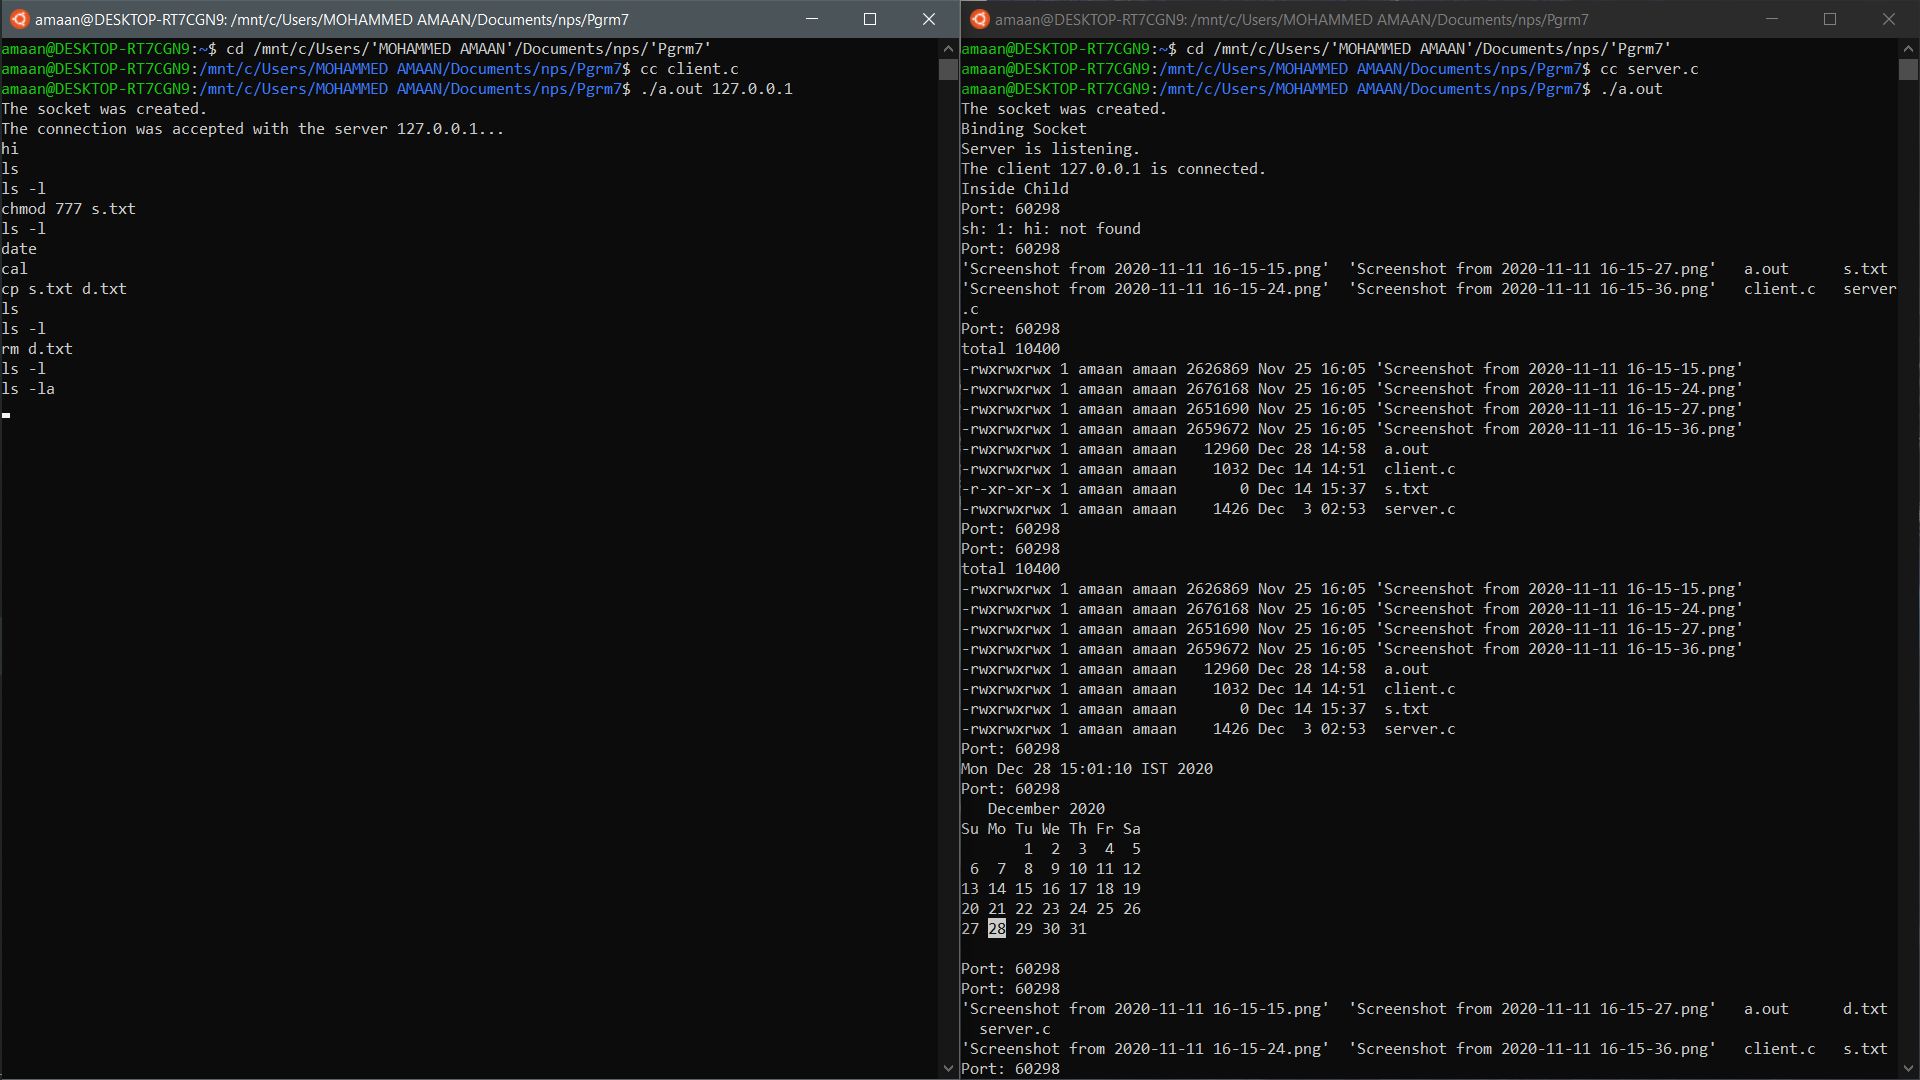 amaan@DESKTOP-RT7CGN9: /mnt/c/Users/MOHAMMED AMAAN/Documents/nps/Pgrm7
amaan@DESKTOP-RT7CGN9:~$ cd /mnt/c/Users/'MOHAMMED AMAAN'/Documents/nps/'Pgrm7'
amaan@DESKTOP-RT7CGN9:/mnt/c/Users/MOHAMMED AMAAN/Documents/nps/Pgrm7$ cc client.c
amaan@DESKTOP-RT7CGN9:/mnt/c/Users/MOHAMMED AMAAN/Documents/nps/Pgrm7$ ./a.out 127.0.0.1
The socket was created.
The connection was accepted with the server 127.0.0.1...
hi
ls
ls -l
chmod 777 s.txt
ls -l
date
cal
cp s.txt d.txt
ls
ls -l
rm d.txt
ls -l
ls -la
amaan@DESKTOP-RT7CGN9: /mnt/c/Users/MOHAMMED AMAAN/Documents/nps/Pgrm7
amaan@DESKTOP-RT7CGN9:~$ cd /mnt/c/Users/'MOHAMMED AMAAN'/Documents/nps/'Pgrm7'
amaan@DESKTOP-RT7CGN9:/mnt/c/Users/MOHAMMED AMAAN/Documents/nps/Pgrm7$ cc server.c
amaan@DESKTOP-RT7CGN9:/mnt/c/Users/MOHAMMED AMAAN/Documents/nps/Pgrm7$ ./a.out
The socket was created.
Binding Socket
Server is listening.
The client 127.0.0.1 is connected.
Inside Child
Port: 60298
sh: 1: hi: not found
Port: 60298
'Screenshot from 2020-11-11 16-15-15.png'  'Screenshot from 2020-11-11 16-15-27.png'   a.out      s.txt
'Screenshot from 2020-11-11 16-15-24.png'  'Screenshot from 2020-11-11 16-15-36.png'   client.c   server
.c
Port: 60298
total 10400
-rwxrwxrwx 1 amaan amaan 2626869 Nov 25 16:05 'Screenshot from 2020-11-11 16-15-15.png'
-rwxrwxrwx 1 amaan amaan 2676168 Nov 25 16:05 'Screenshot from 2020-11-11 16-15-24.png'
-rwxrwxrwx 1 amaan amaan 2651690 Nov 25 16:05 'Screenshot from 2020-11-11 16-15-27.png'
-rwxrwxrwx 1 amaan amaan 2659672 Nov 25 16:05 'Screenshot from 2020-11-11 16-15-36.png'
-rwxrwxrwx 1 amaan amaan   12960 Dec 28 14:58  a.out
-rwxrwxrwx 1 amaan amaan    1032 Dec 14 14:51  client.c
-r-xr-xr-x 1 amaan amaan       0 Dec 14 15:37  s.txt
-rwxrwxrwx 1 amaan amaan    1426 Dec  3 02:53  server.c
Port: 60298
Port: 60298
total 10400
-rwxrwxrwx 1 amaan amaan 2626869 Nov 25 16:05 'Screenshot from 2020-11-11 16-15-15.png'
-rwxrwxrwx 1 amaan amaan 2676168 Nov 25 16:05 'Screenshot from 2020-11-11 16-15-24.png'
-rwxrwxrwx 1 amaan amaan 2651690 Nov 25 16:05 'Screenshot from 2020-11-11 16-15-27.png'
-rwxrwxrwx 1 amaan amaan 2659672 Nov 25 16:05 'Screenshot from 2020-11-11 16-15-36.png'
-rwxrwxrwx 1 amaan amaan   12960 Dec 28 14:58  a.out
-rwxrwxrwx 1 amaan amaan    1032 Dec 14 14:51  client.c
-rwxrwxrwx 1 amaan amaan       0 Dec 14 15:37  s.txt
-rwxrwxrwx 1 amaan amaan    1426 Dec  3 02:53  server.c
Port: 60298
Mon Dec 28 15:01:10 IST 2020
Port: 60298
   December 2020
Su Mo Tu We Th Fr Sa
       1  2  3  4  5
 6  7  8  9 10 11 12
13 14 15 16 17 18 19
20 21 22 23 24 25 26
27 28 29 30 31
Port: 60298
Port: 60298
'Screenshot from 2020-11-11 16-15-15.png'  'Screenshot from 2020-11-11 16-15-27.png'   a.out      d.txt
  server.c
'Screenshot from 2020-11-11 16-15-24.png'  'Screenshot from 2020-11-11 16-15-36.png'   client.c   s.txt
Port: 60298